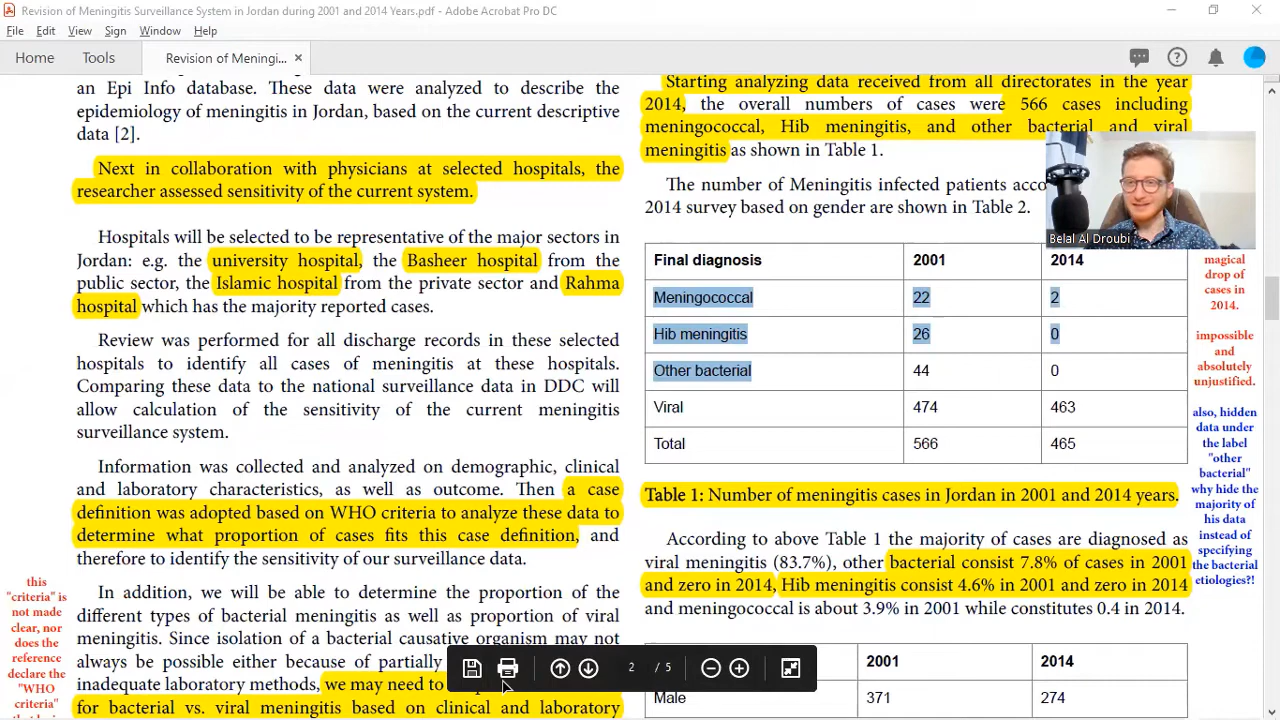 Revision of Meningitis Surveillance System in Jordan during 2001 and 2014 Years.pdf - Adobe Acrobat Pro DC
File Edit View Sign Window Help
Home Tools Revision of Meningi... ×
an Epi Info database. These data were analyzed to describe the
epidemiology of meningitis in Jordan, based on the current descriptive
data [2].
Next in collaboration with physicians at selected hospitals, the
researcher assessed sensitivity of the current system.
Hospitals will be selected to be representative of the major sectors in
Jordan: e.g. the university hospital, the Basheer hospital from the
public sector, the Islamic hospital from the private sector and Rahma
hospital which has the majority reported cases.
Review was performed for all discharge records in these selected
hospitals to identify all cases of meningitis at these hospitals.
Comparing these data to the national surveillance data in DDC will
allow calculation of the sensitivity of the current meningitis
surveillance system.
Information was collected and analyzed on demographic, clinical
and laboratory characteristics, as well as outcome. Then a case
definition was adopted based on WHO criteria to analyze these data to
determine what proportion of cases fits this case definition, and
therefore to identify the sensitivity of our surveillance data.
In addition, we will be able to determine the proportion of the
different types of bacterial meningitis as well as proportion of viral
meningitis. Since isolation of a bacterial causative organism may not
always be possible either because of partially
inadequate laboratory methods, we may need to
for bacterial vs. viral meningitis based on clinical and laboratory
this
"criteria" is
not made
clear, nor
does the
reference
declare the
"WHO
criteria"
Starting analyzing data received from all directorates in the year
2014, the overall numbers of cases were 566 cases including
meningococcal, Hib meningitis, and other bacterial and viral
meningitis as shown in Table 1.
The number of Meningitis infected patients acco
2014 survey based on gender are shown in Table 2.
Belal Al Droubi
Final diagnosis 2001 2014
Meningococcal 22 2
Hib meningitis 26 0
Other bacterial 44 0
Viral 474 463
Total 566 465
Table 1: Number of meningitis cases in Jordan in 2001 and 2014 years.
According to above Table 1 the majority of cases are diagnosed as
viral meningitis (83.7%), other bacterial consist 7.8% of cases in 2001
and zero in 2014, Hib meningitis consist 4.6% in 2001 and zero in 2014
and meningococcal is about 3.9% in 2001 while constitutes 0.4 in 2014.
2001 2014
Male 371 274
magical
drop of
cases in
2014.
impossible
and
absolutely
unjustified.
also, hidden
data under
the label
"other
bacterial"
why hide the
majority of
his data
instead of
specifying
the bacterial
etiologies?!
2 / 5